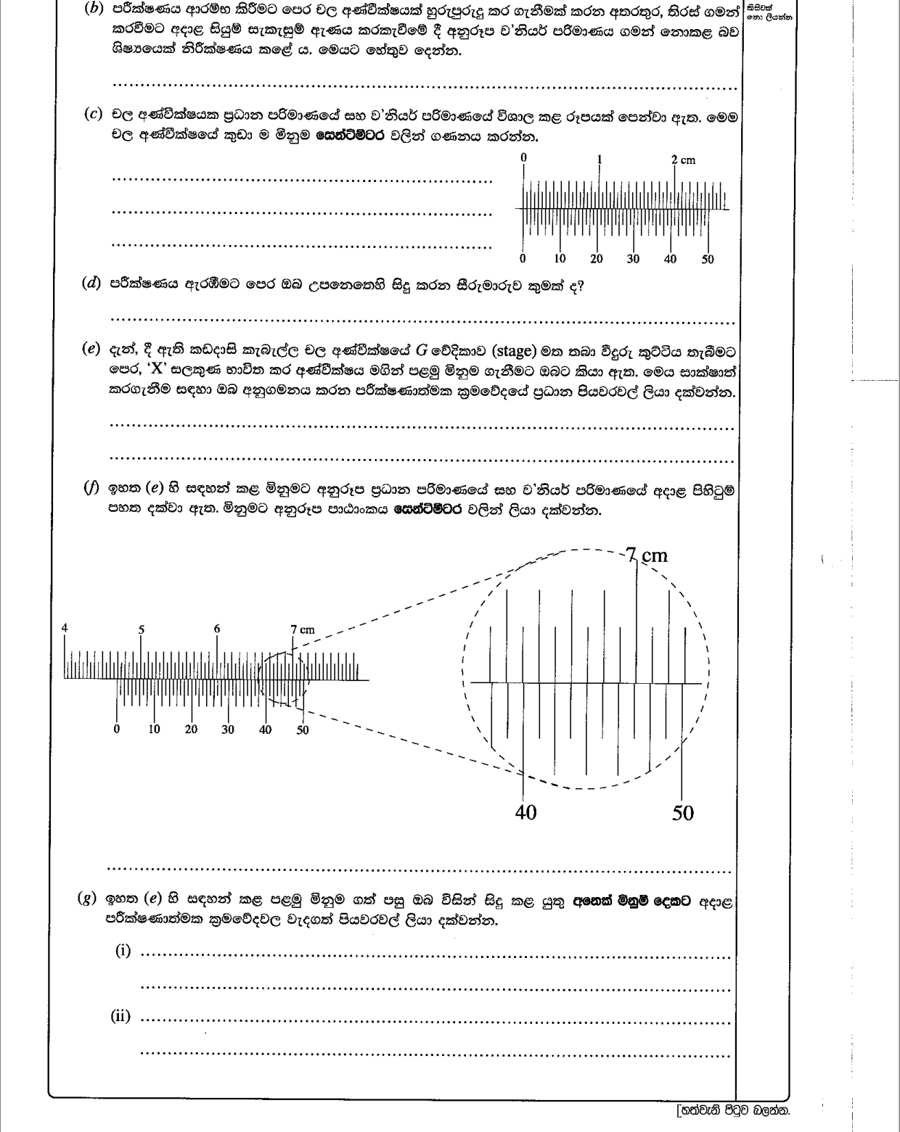 (b) පරීක්ෂණය ආරම්භ කිරීමට පෙර චල අණ්වීක්ෂයක් හුරුපුරුදු කර ගැනීමක් කරන අතරතුර, තිරස් ගමන්
කරවීමට අදාළ සියුම් සැකැසුම් ඇණය කරකැවීමේ දී අනුරූප ව'නියර් පරිමාණය ගමන් නොකළ බව
ශිෂ්‍යයෙක් නිරීක්ෂණය කළේ ය. මෙයට හේතුව දෙන්න.
කිසිවක්
නො ලියන්න
(c) චල අණ්වීක්ෂයක ප්‍රධාන පරිමාණයේ සහ ව'නියර් පරිමාණයේ විශාල කළ රූපයක් පෙන්වා ඇත. මෙම
චල අණ්වීක්ෂයේ කුඩා ම මිනුම සෙන්ටිමීටර වලින් ගණනය කරන්න.
0 1 2 cm
0 10 20 30 40 50
(d) පරීක්ෂණය ඇරඹීමට පෙර ඔබ උපනෙතෙහි සිදු කරන සීරුමාරුව කුමක් ද?
(e) දැන්, දී ඇති කඩදාසි කැබැල්ල චල අණ්වීක්ෂයේ G වේදිකාව (stage) මත තබා වීදුරු කුට්ටිය තැබීමට
පෙර, 'X' සලකුණ භාවිත කර අණ්වීක්ෂය මගින් පළමු මිනුම ගැනීමට ඔබට කියා ඇත. මෙය සාක්ෂාත්
කරගැනීම සඳහා ඔබ අනුගමනය කරන පරීක්ෂණාත්මක ක්‍රමවේදයේ ප්‍රධාන පියවරවල් ලියා දක්වන්න.
(f) ඉහත (e) හි සඳහන් කළ මිනුමට අනුරූප ප්‍රධාන පරිමාණයේ සහ ව'නියර් පරිමාණයේ අදාළ පිහිටුම්
පහත දක්වා ඇත. මිනුමට අනුරූප පාඨාංකය සෙන්ටිමීටර වලින් ලියා දක්වන්න.
7 cm
4 5 6 7 cm
0 10 20 30 40 50
40 50
(g) ඉහත (e) හි සඳහන් කළ පළමු මිනුම ගත් පසු ඔබ විසින් සිදු කළ යුතු අනෙක් මිනුම් දෙකට අදාළ
පරීක්ෂණාත්මක ක්‍රමවේදවල වැදගත් පියවරවල් ලියා දක්වන්න.
(i)
(ii)
[හත්වැනි පිටුව බලන්න.